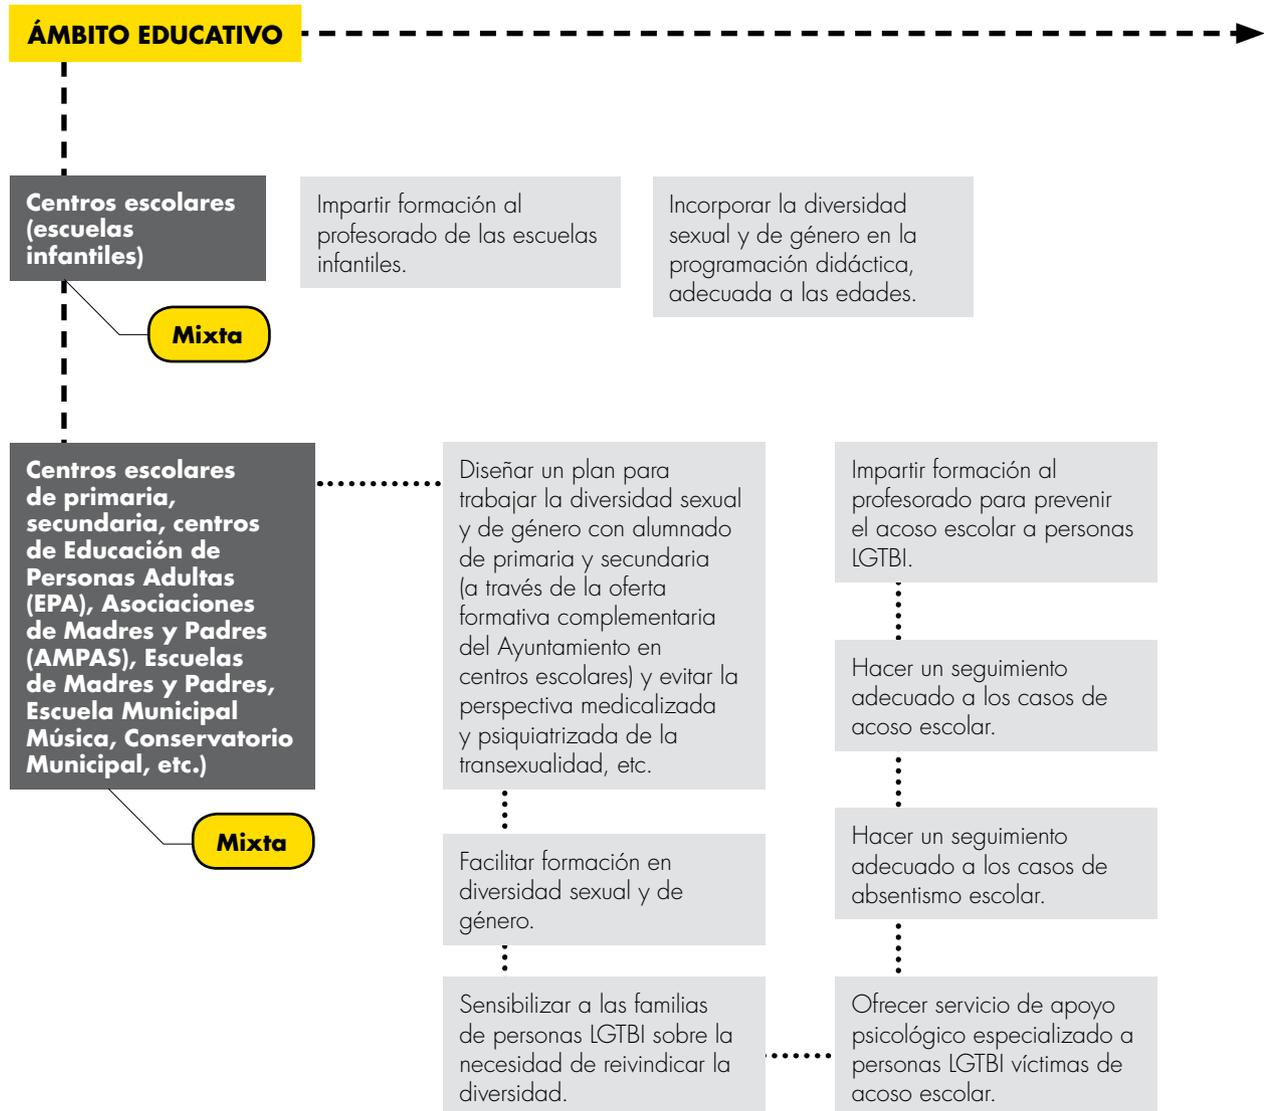 ÁMBITO EDUCATIVO
Centros escolares
(escuelas
infantiles)
Mixta
Impartir formación al
profesorado de las escuelas
infantiles.
Incorporar la diversidad
sexual y de género en la
programación didáctica,
adecuada a las edades.
Centros escolares
de primaria,
secundaria, centros
de Educación de
Personas Adultas
(EPA), Asociaciones
de Madres y Padres
(AMPAS), Escuelas
de Madres y Padres,
Escuela Municipal
Música, Conservatorio
Municipal, etc.)
Mixta
Diseñar un plan para
trabajar la diversidad sexual
y de género con alumnado
de primaria y secundaria
(a través de la oferta
formativa complementaria
del Ayuntamiento en
centros escolares) y evitar la
perspectiva medicalizada
y psiquiatrizada de la
transexualidad, etc.
Facilitar formación en
diversidad sexual y de
género.
Sensibilizar a las familias
de personas LGTBI sobre la
necesidad de reivindicar la
diversidad.
Impartir formación al
profesorado para prevenir
el acoso escolar a personas
LGTBI.
Hacer un seguimiento
adecuado a los casos de
acoso escolar.
Hacer un seguimiento
adecuado a los casos de
absentismo escolar.
Ofrecer servicio de apoyo
psicológico especializado a
personas LGTBI víctimas de
acoso escolar.